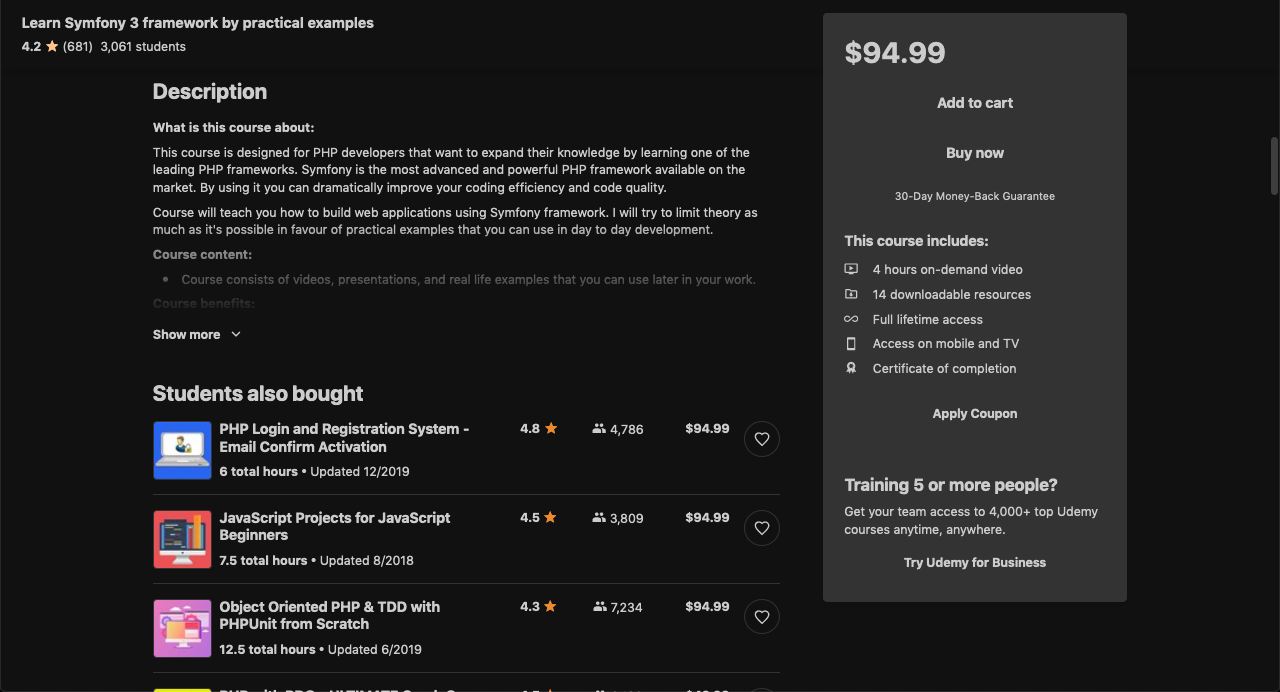 Learn Symfony 3 framework by practical examples
4.2 (681) 3,061 students
Description
What is this course about:
This course is designed for PHP developers that want to expand their knowledge by learning one of the
leading PHP frameworks. Symfony is the most advanced and powerful PHP framework available on the
market. By using it you can dramatically improve your coding efficiency and code quality.
Course will teach you how to build web applications using Symfony framework. I will try to limit theory as
much as it's possible in favour of practical examples that you can use in day to day development.
Course content:
• Course consists of videos, presentations, and real life examples that you can use later in your work.
Course benefits:
Show more
Students also bought
PHP Login and Registration System -
Email Confirm Activation
6 total hours • Updated 12/2019
4.8
4,786
$94.99
JavaScript Projects for JavaScript
Beginners
7.5 total hours • Updated 8/2018
4.5
3,809
$94.99
Object Oriented PHP & TDD with
PHPUnit from Scratch
12.5 total hours • Updated 6/2019
4.3
7,234
$94.99
$94.99
Add to cart
Buy now
30-Day Money-Back Guarantee
This course includes:
4 hours on-demand video
14 downloadable resources
Full lifetime access
Access on mobile and TV
Certificate of completion
Apply Coupon
Training 5 or more people?
Get your team access to 4,000+ top Udemy
courses anytime, anywhere.
Try Udemy for Business